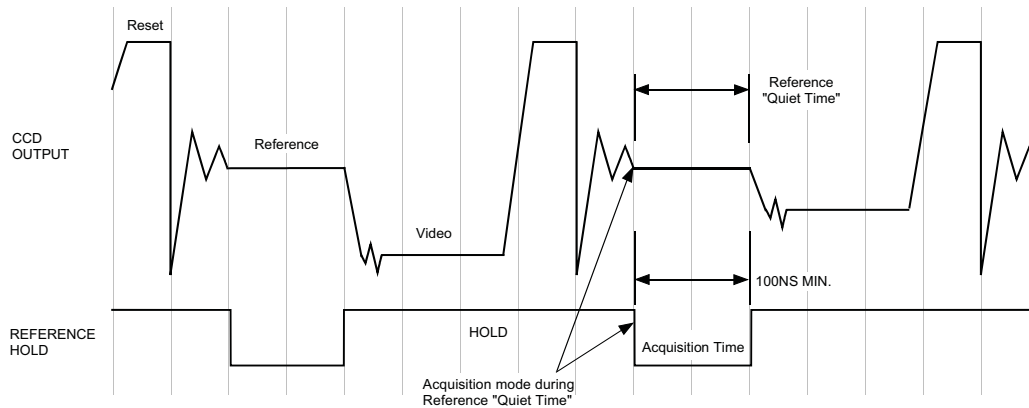 Reset
CCD
OUTPUT
Reference
Video
Reference
"Quiet Time"
100NS MIN.
REFERENCE
HOLD
HOLD
Acquisition Time
Acquisition mode during
Reference "Quiet Time"